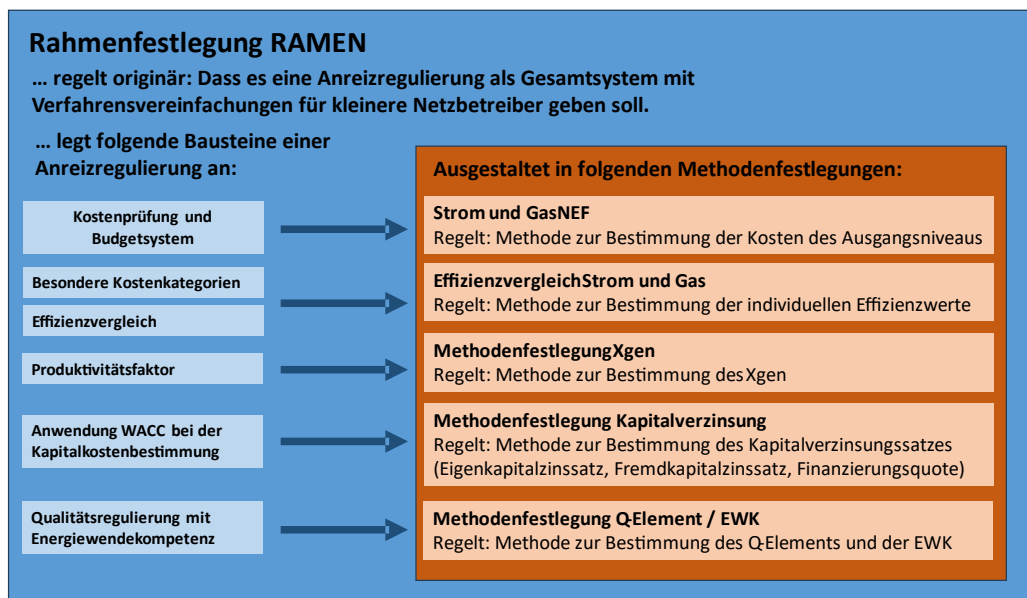 Rahmenfestlegung RAMEN
... regelt originär: Dass es eine Anreizregulierung als Gesamtsystem mit
Verfahrensvereinfachungen für kleinere Netzbetreiber geben soll.
... legt folgende Bausteine einer
Anreizregulierung an:
Ausgestaltet in folgenden Methodenfestlegungen:
Kostenprüfung und
Budgetsystem
Strom und GasNEF
Regelt: Methode zur Bestimmung der Kosten des Ausgangsniveaus
Besondere Kostenkategorien
Effizienzvergleich
EffizienzvergleichStrom und Gas
Regelt: Methode zur Bestimmung der individuellen Effizienzwerte
Produktivitätsfaktor
MethodenfestlegungXgen
Regelt: Methode zur Bestimmung desXgen
Anwendung WACC bei der
Kapitalkostenbestimmung
Methodenfestlegung Kapitalverzinsung
Regelt: Methode zur Bestimmung des Kapitalverzinsungssatzes
(Eigenkapitalzinssatz, Fremdkapitalzinssatz, Finanzierungsquote)
Qualitätsregulierung mit
Energiewendekompetenz
Methodenfestlegung Q-Element / EWK
Regelt: Methode zur Bestimmung des Q-Elements und der EWK